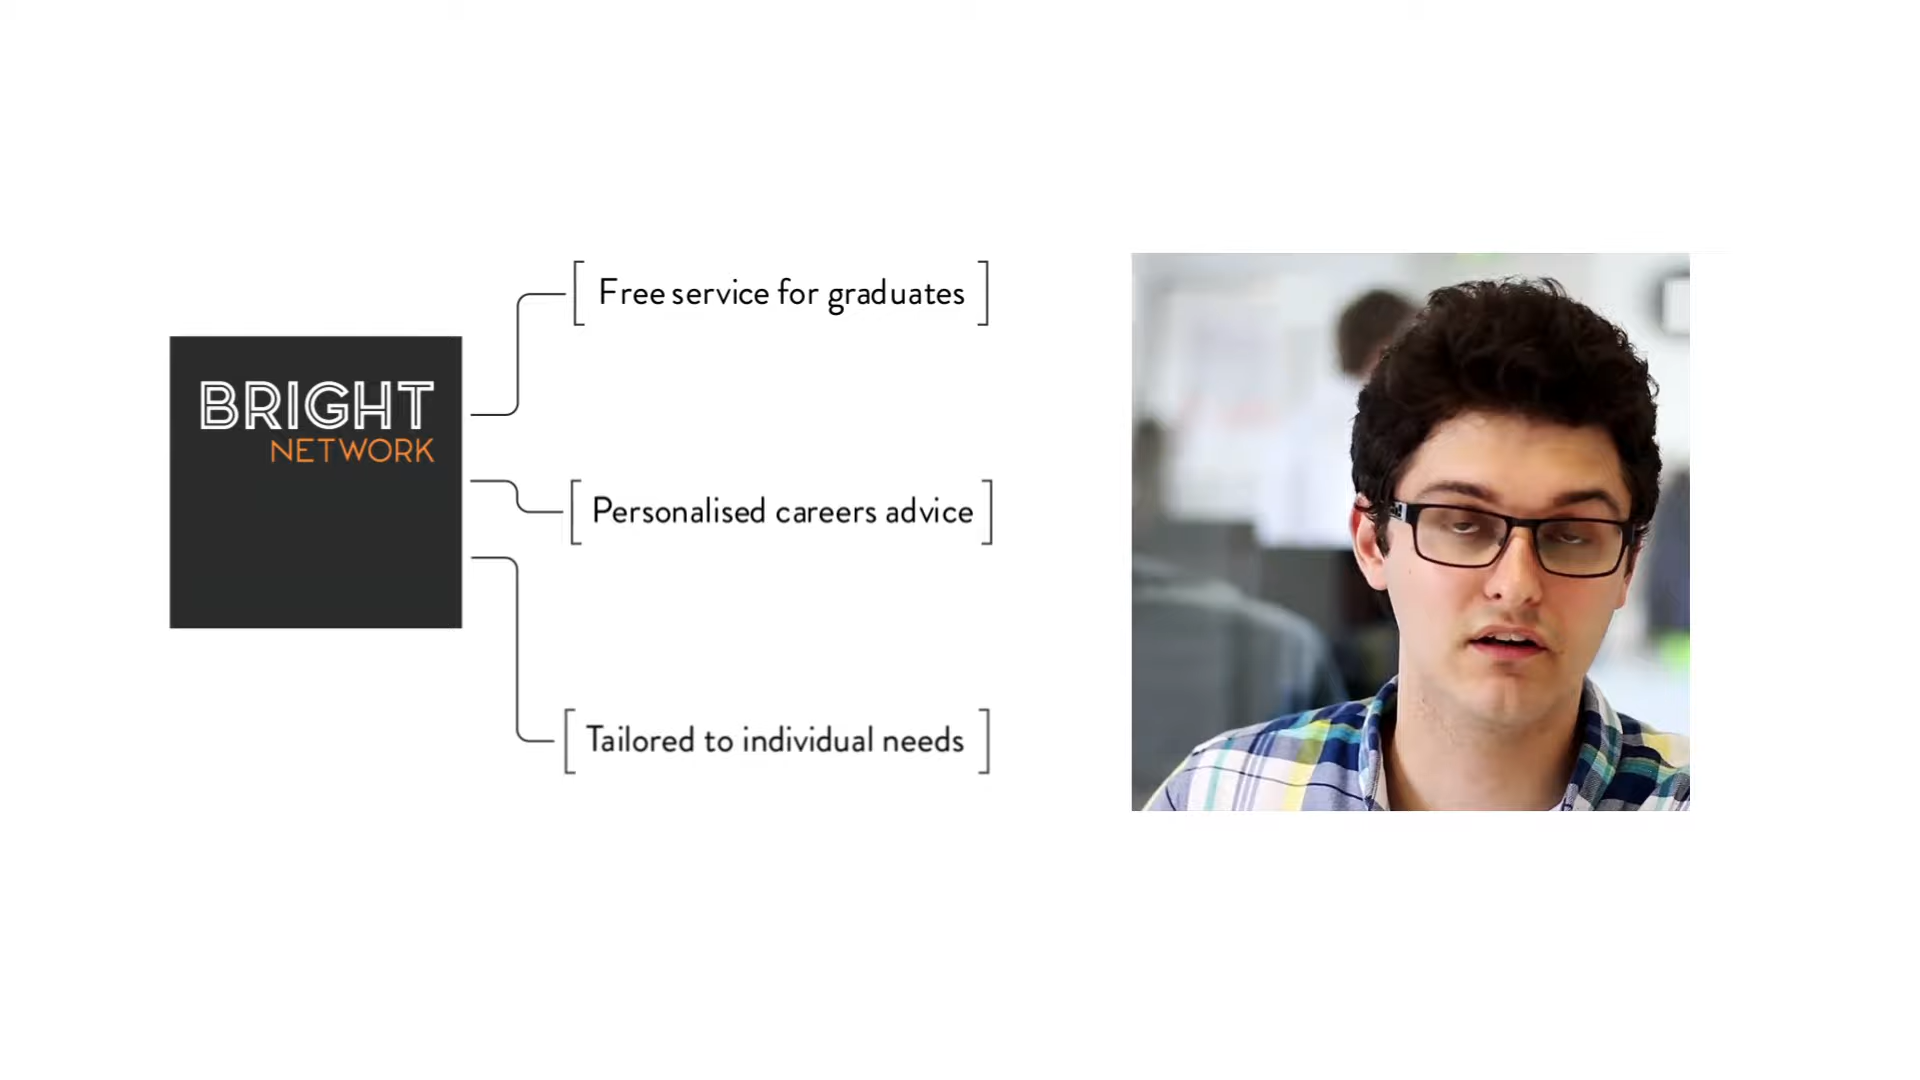 BRIGHT
NETWORK
Free service for graduates
Personalised careers advice
Tailored to individual needs